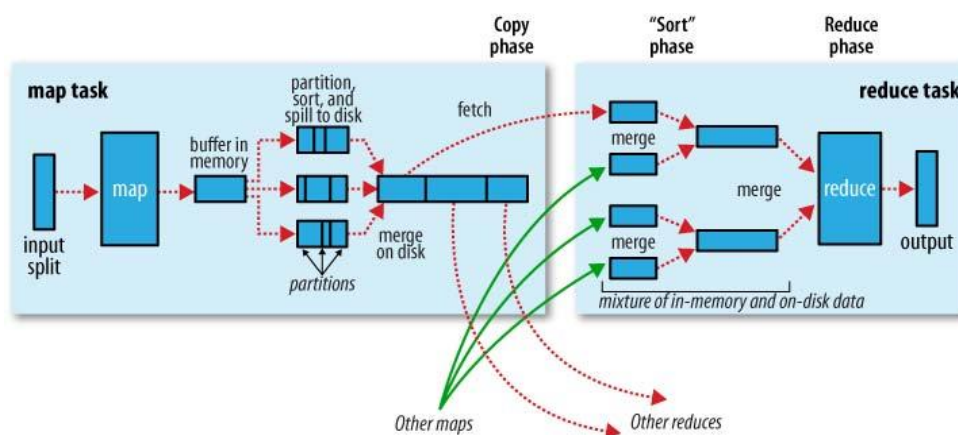 Copy
phase
“Sort”
phase
Reduce
phase
map task
partition,
sort, and
spill to disk
buffer in
memory
fetch
map
input
split
partitions
merge
on disk
reduce task
merge
merge
merge
reduce
output
mixture of in-memory and on-disk data
Other maps
Other reduces